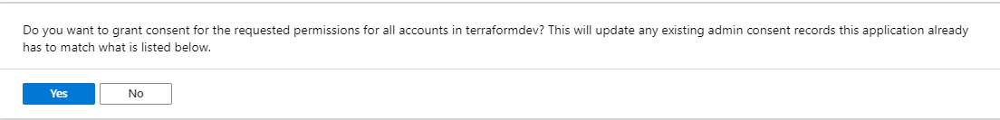 Do you want to grant consent for the requested permissions for all accounts in terraformdev? This will update any existing admin consent records this application already
has to match what is listed below.
Yes
No